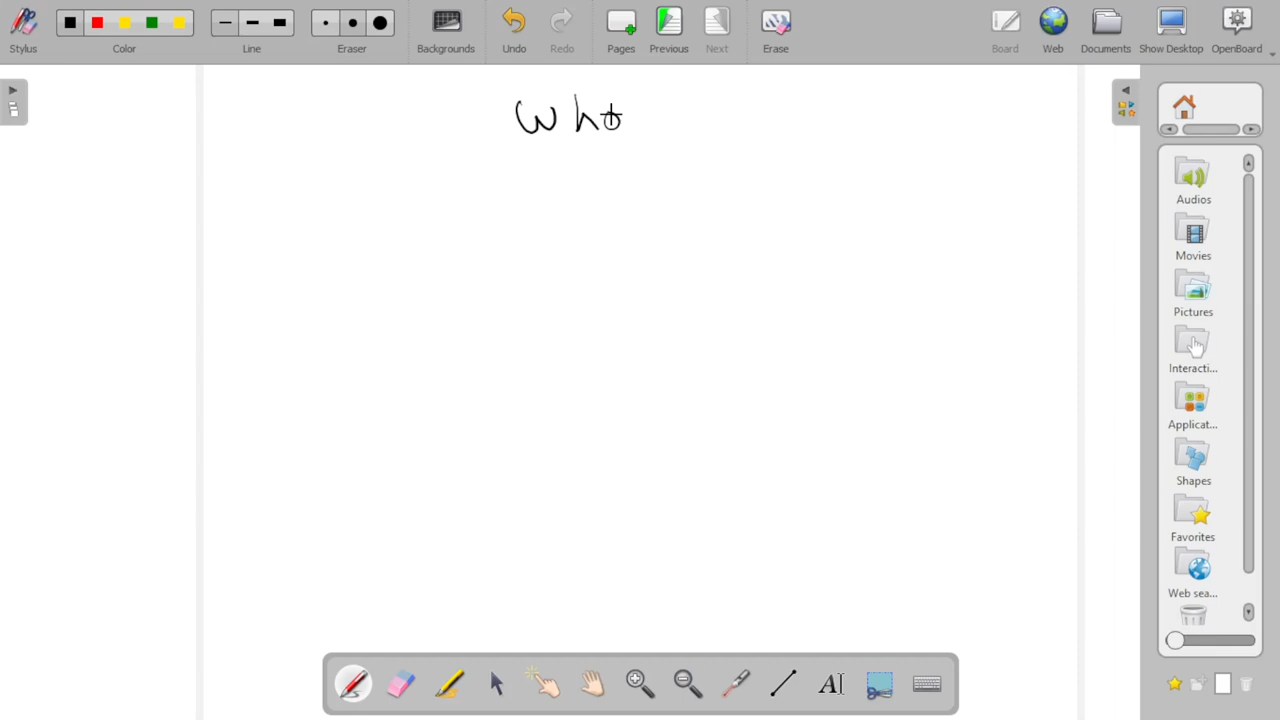 Stylus Color Line Eraser Backgrounds Undo Redo Pages Previous Next Erase Board Web Documents Show Desktop OpenBoard
Audios
Movies
Pictures
Interacti...
Applicat...
Shapes
Favorites
Web sea...
AI